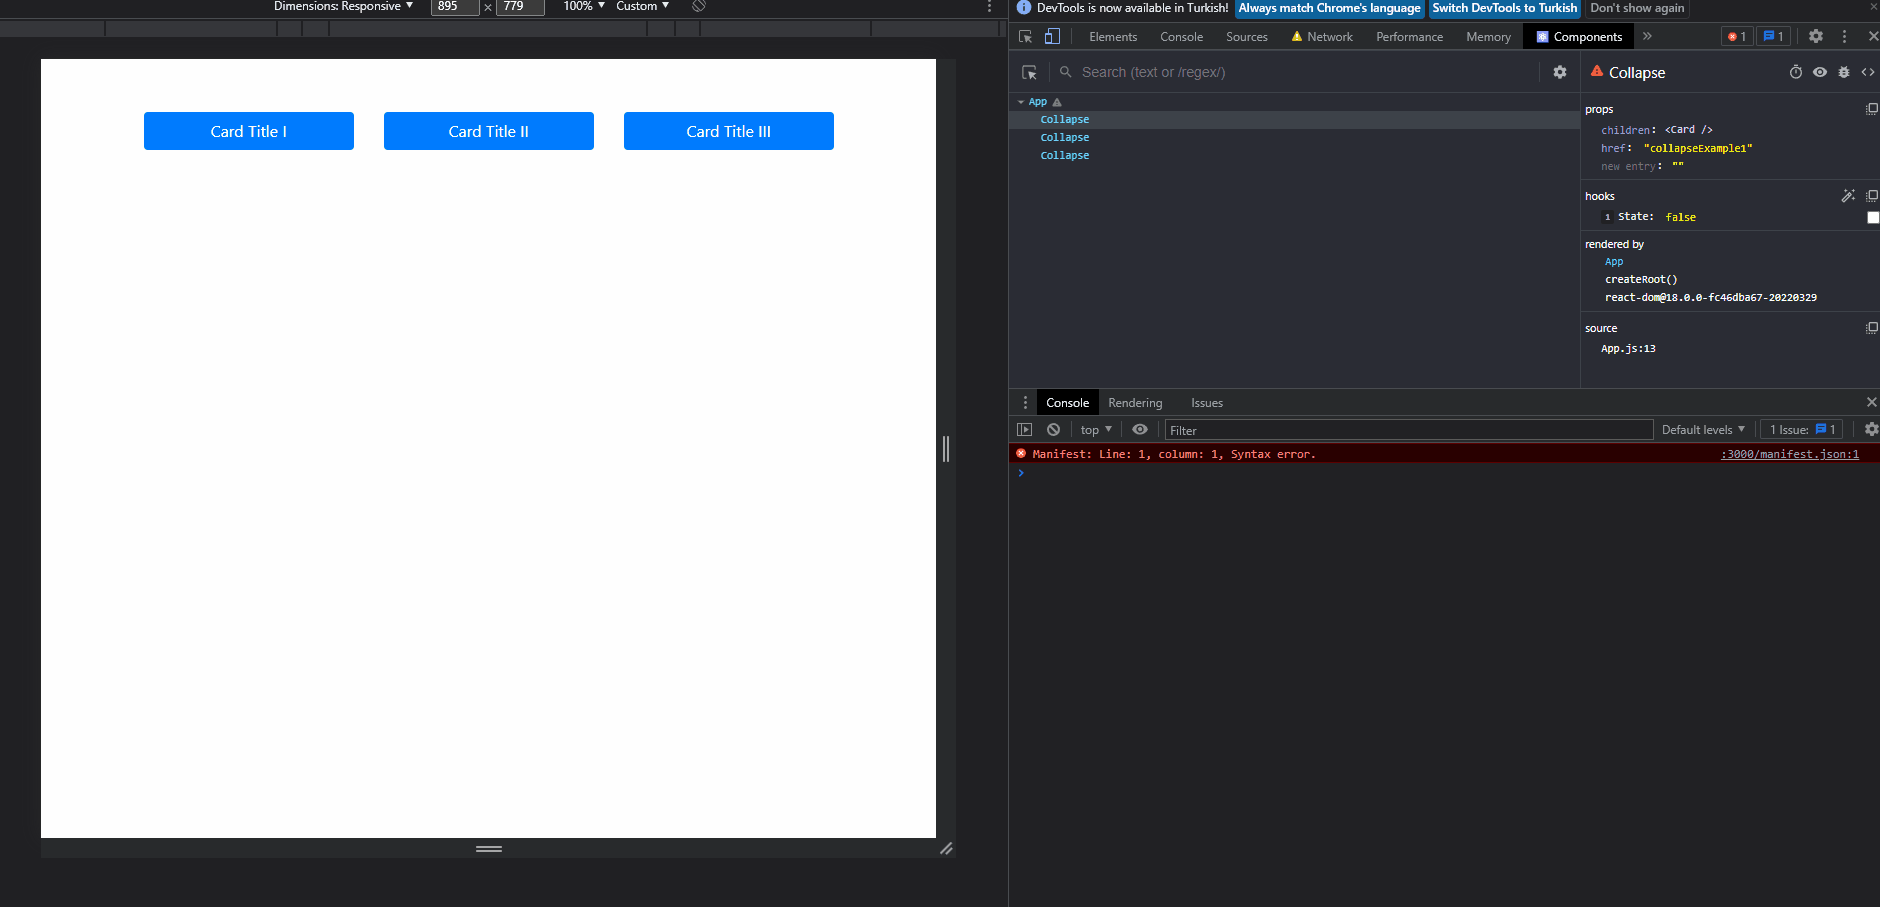 Dimensions: Responsive ▼ 895 × 779 100% ▼ Custom ▼
Card Title I
Card Title II
Card Title III
DevTools is now available in Turkish! Always match Chrome's language Switch DevTools to Turkish Don't show again
Elements Console Sources Network Performance Memory Components » 1 1
Search (text or /regex/)
App
Collapse
Collapse
Collapse
Collapse
props
children: <Card />
href: "collapseExample1"
new entry: ""
hooks
1 State: false
rendered by
App
createRoot()
react-dom@18.0.0-fc46dba67-20220329
source
App.js:13
Console Rendering Issues
top ▼ Filter Default levels ▼ 1 Issue: 1
Manifest: Line: 1, column: 1, Syntax error. :3000/manifest.json:1